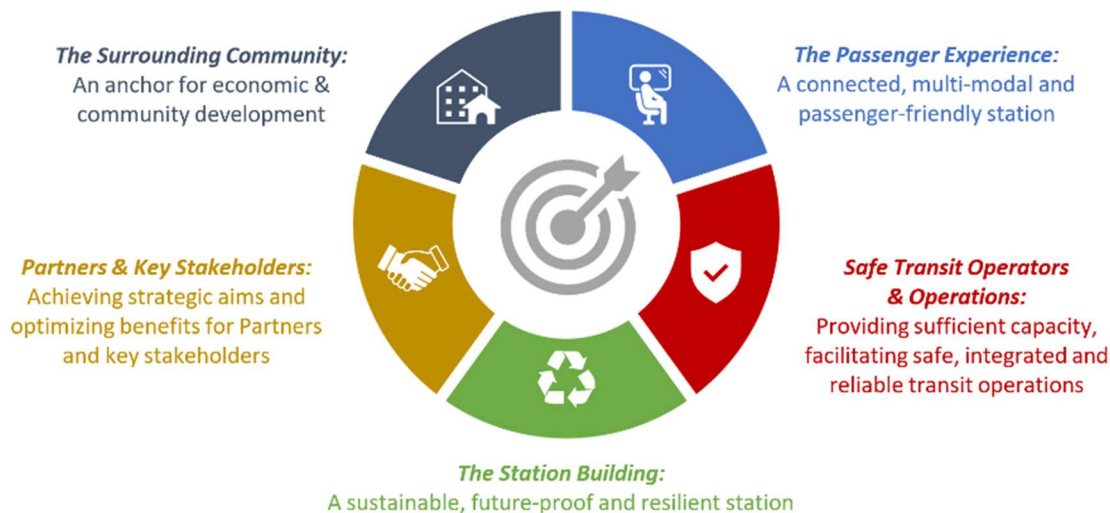 The Surrounding Community:
An anchor for economic &
community development
The Passenger Experience:
A connected, multi-modal and
passenger-friendly station
Partners & Key Stakeholders:
Achieving strategic aims and
optimizing benefits for Partners
and key stakeholders
Safe Transit Operators
& Operations:
Providing sufficient capacity,
facilitating safe, integrated and
reliable transit operations
The Station Building:
A sustainable, future-proof and resilient station